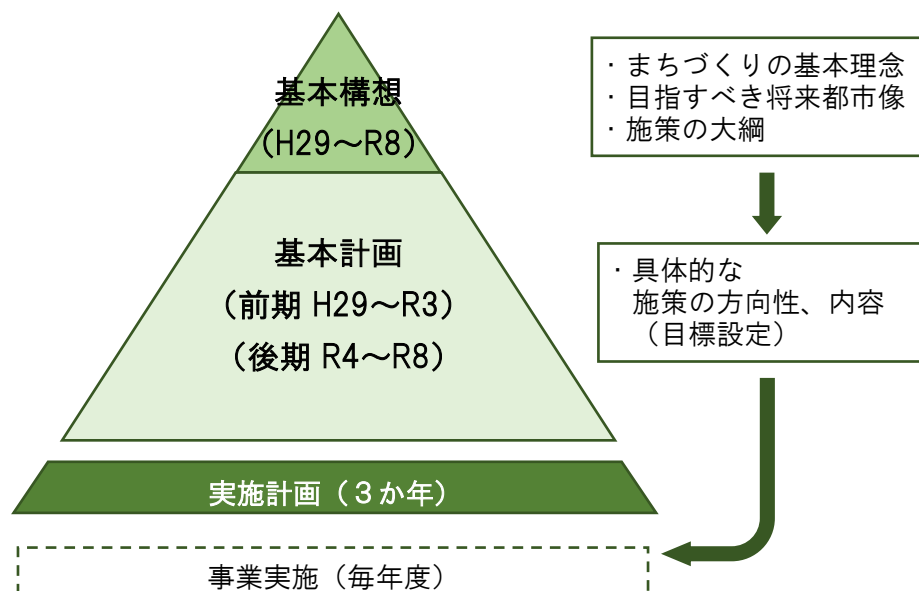 基本構想
(H29～R8)
基本計画
(前期 H29～R3)
(後期 R4～R8)
実施計画(３か年)
事業実施(毎年度)
・まちづくりの基本理念
・目指すべき将来都市像
・施策の大綱
・具体的な
施策の方向性、内容
(目標設定)